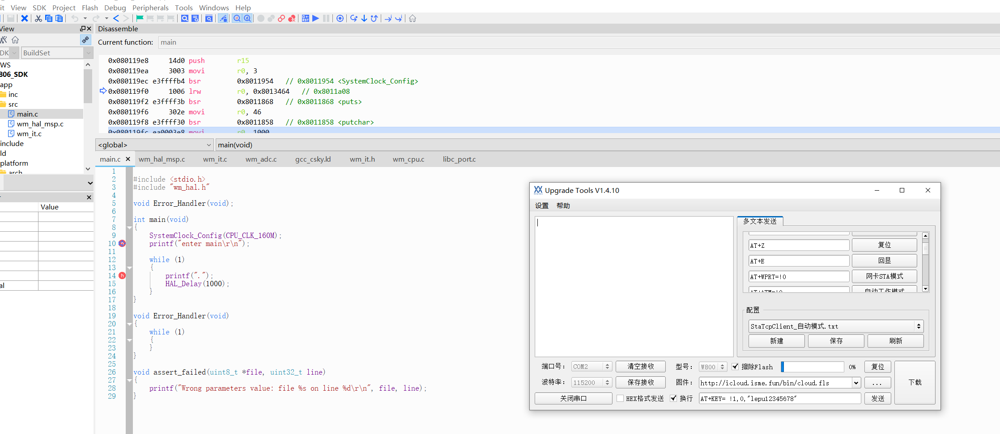 it View SDK Project Flash Debug Peripherals Tools Windows Help
View
DK
BuildSet
WS
806_SDK
app
inc
src
main.c
wm_hal_msp.c
wm_it.c
include
ld
platform
arch
Value
al
Disassemble
Current function: main
0x080119e8 14d0 push r15
0x080119ea 3003 movi r0, 3
0x080119ec e3ffffb4 bsr 0x8011954 // 0x8011954 <SystemClock_Config>
0x080119f0 1006 lrw r0, 0x8013464 // 0x8011a08
0x080119f2 e3ffff3b bsr 0x8011868 // 0x8011868 <puts>
0x080119f6 302e movi r0, 46
0x080119f8 e3ffff30 bsr 0x8011858 // 0x8011858 <putchar>
0x080119fc ea0003e8 movi r0, 1000
<global> main(void)
main.c wm_hal_msp.c wm_it.c wm_adc.c gcc_csky.ld wm_it.h wm_cpu.c libc_port.c
1
2 #include <stdio.h>
3 #include "wm_hal.h"
4
5 void Error_Handler(void);
6
7 int main(void)
8 {
9 SystemClock_Config(CPU_CLK_160M);
10 printf("enter main\r\n");
11
12 while (1)
13 {
14 printf(".");
15 HAL_Delay(1000);
16 }
17 }
18
19 void Error_Handler(void)
20 {
21 while (1)
22 {
23 }
24 }
25
26 void assert_failed(uint8_t *file, uint32_t line)
27 {
28 printf("Wrong parameters value: file %s on line %d\r\n", file, line);
29 }
Upgrade Tools V1.4.10
设置 帮助
多文本发送
AT+Z 复位
AT+E 回显
AT+WPRT=!0 网卡STA模式
AT+ATM=!0 自动工作模式
配置
StaTcpClient_自动模式.txt
新建 保存 刷新
端口号: COM2 清空接收 型号: W800 擦除Flash 0% 复位
波特率: 115200 保存接收 固件: http://icloud.isme.fun/bin/cloud.fls ... 下载
关闭串口 HEX格式发送 换行 AT+KEY= !1,0,"lepu12345678" 发送